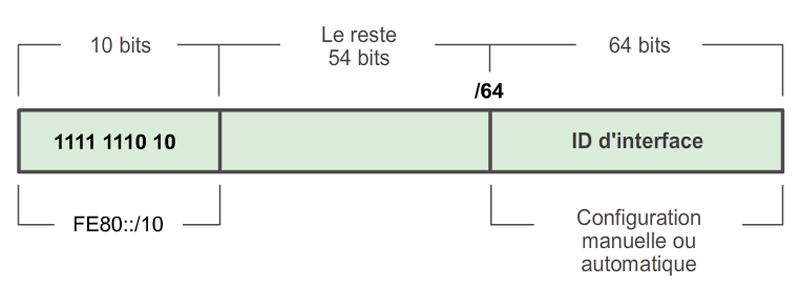 10 bits
Le reste
54 bits
64 bits
/64
1111 1110 10
ID d'interface
FE80::/10
Configuration
manuelle ou
automatique